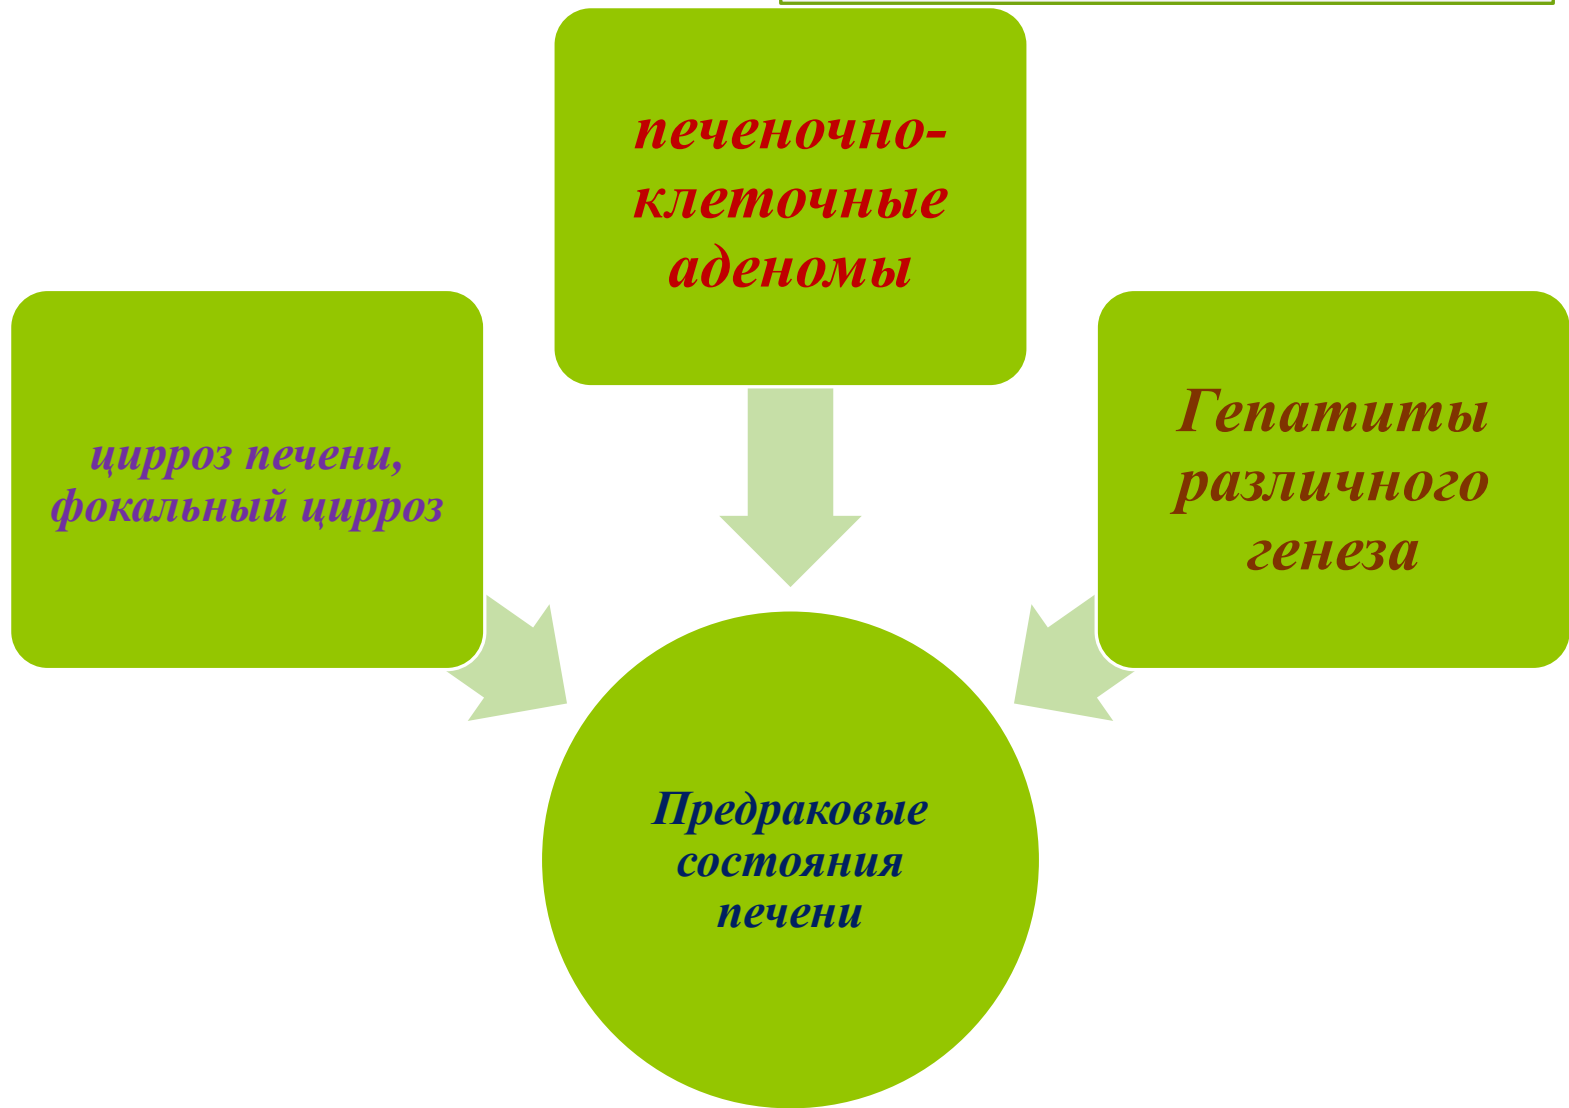 печеночно-
клеточные
аденомы
цирроз печени,
фокальный цирроз
Гепатиты
различного
генеза
Предраковые
состояния
печени